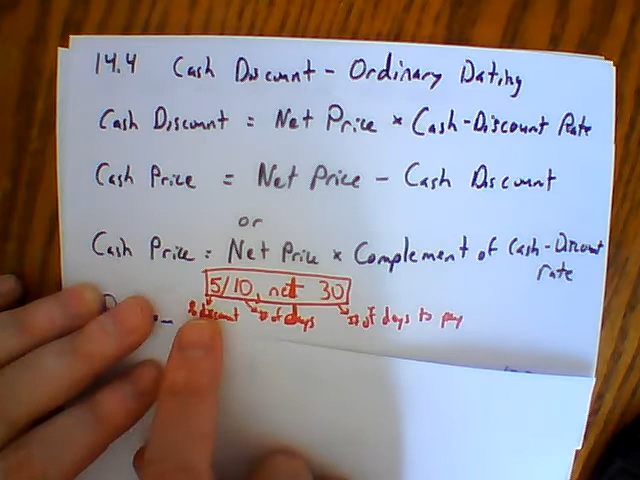 14.4 Cash Discount - Ordinary Dating
Cash Discount = Net Price × Cash-Discount Rate
Cash Price = Net Price - Cash Discount
or
Cash Price = Net Price × Complement of Cash-Discount
rate
5/10, net 30
% discount # of days # of days to pay